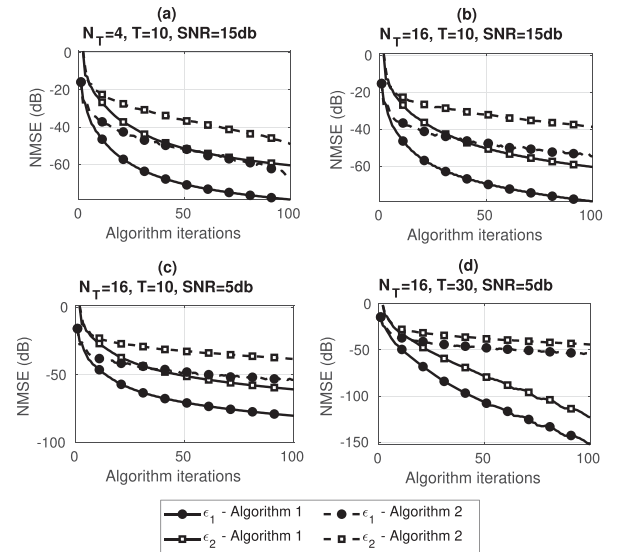 (a)
N_T=4, T=10, SNR=15db
0
-20
-40
-60
NMSE (dB)
0 50 100
Algorithm iterations
(b)
N_T=16, T=10, SNR=15db
0
-20
-40
-60
NMSE (dB)
0 50 100
Algorithm iterations
(c)
N_T=16, T=10, SNR=5db
0
-50
-100
NMSE (dB)
0 50 100
Algorithm iterations
(d)
N_T=16, T=30, SNR=5db
0
-50
-100
-150
NMSE (dB)
0 50 100
Algorithm iterations
ϵ_1 - Algorithm 1 ϵ_1 - Algorithm 2
ϵ_2 - Algorithm 1 ϵ_2 - Algorithm 2